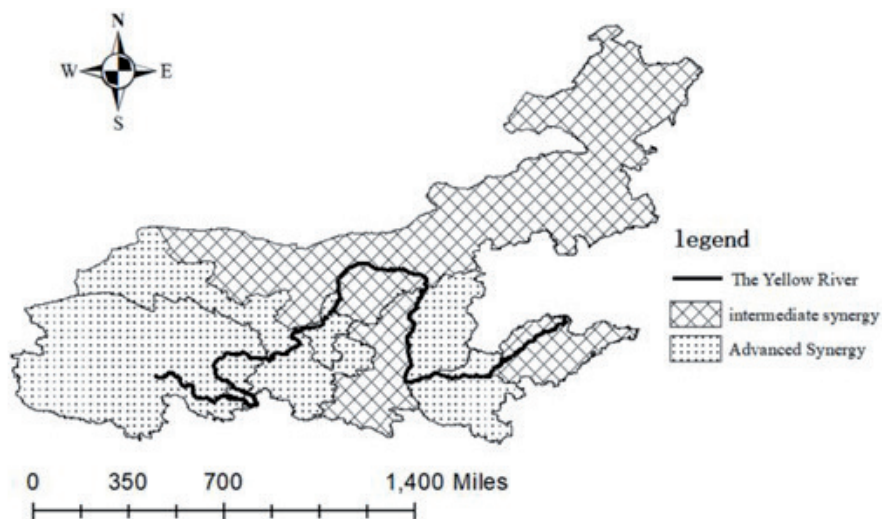 N
W E
S
legend
The Yellow River
intermediate synergy
Advanced Synergy
0 350 700 1,400 Miles